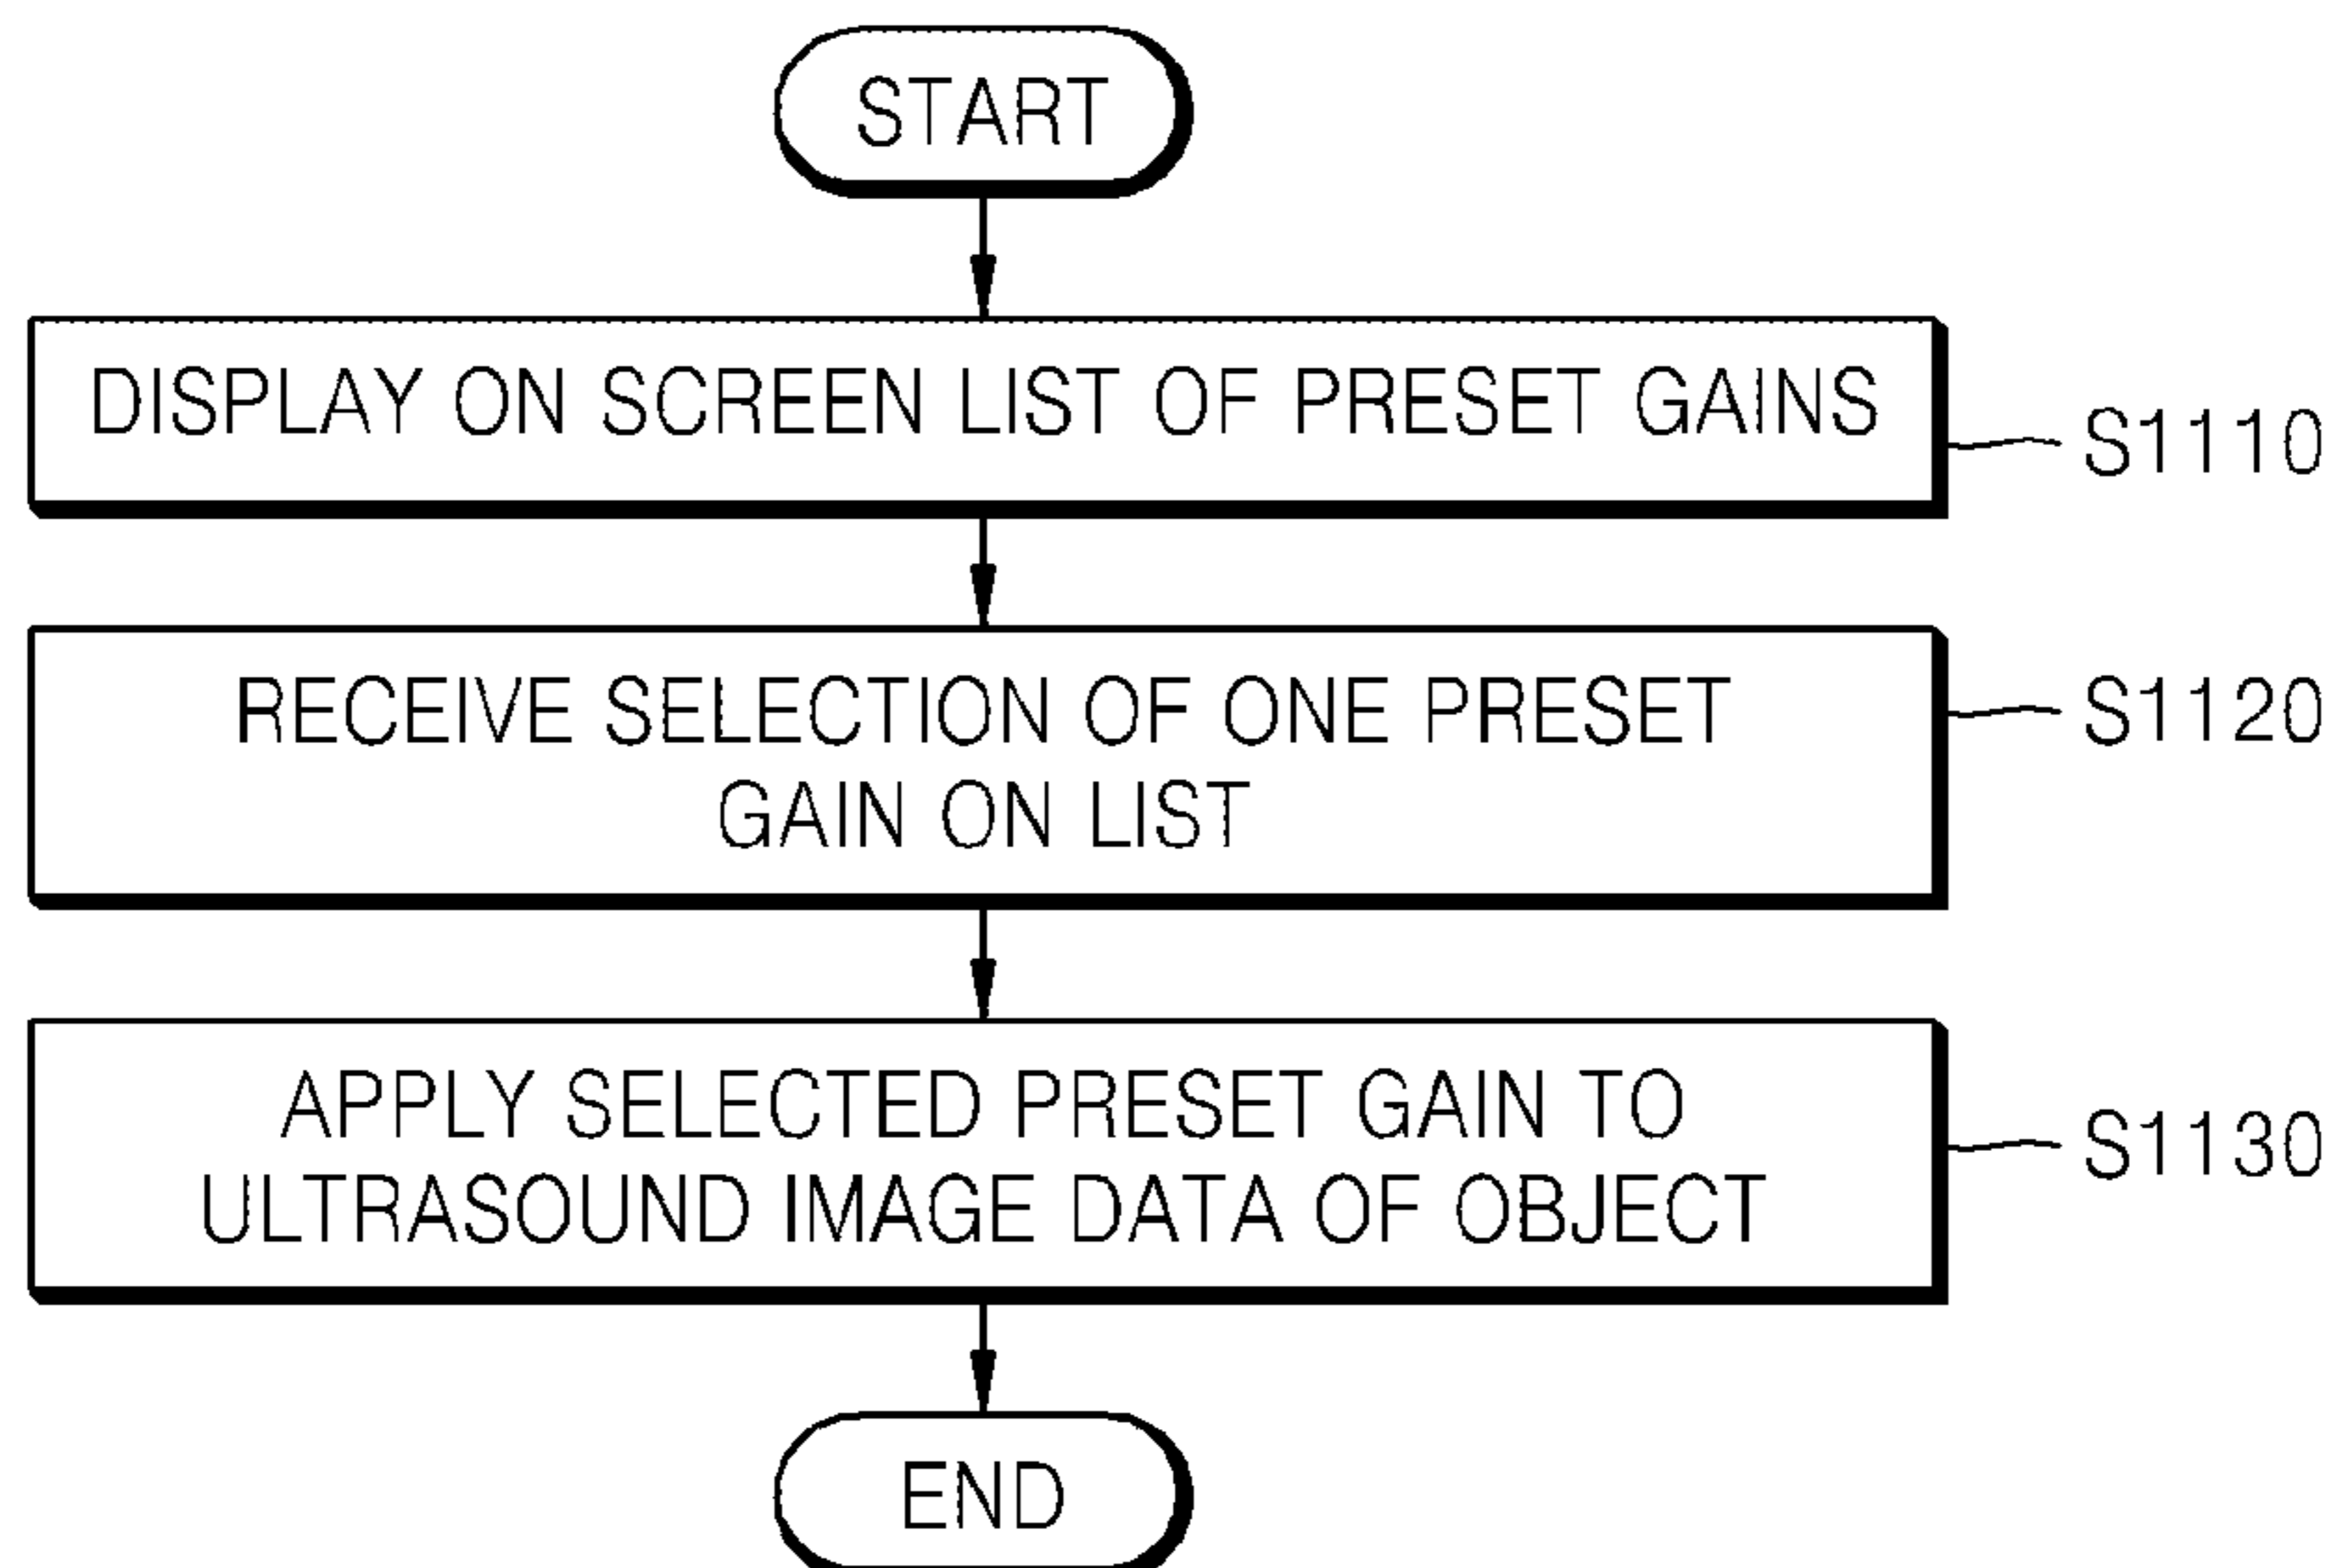 START
DISPLAY ON SCREEN LIST OF PRESET GAINS
S1110
RECEIVE SELECTION OF ONE PRESET
GAIN ON LIST
S1120
APPLY SELECTED PRESET GAIN TO
ULTRASOUND IMAGE DATA OF OBJECT
S1130
END